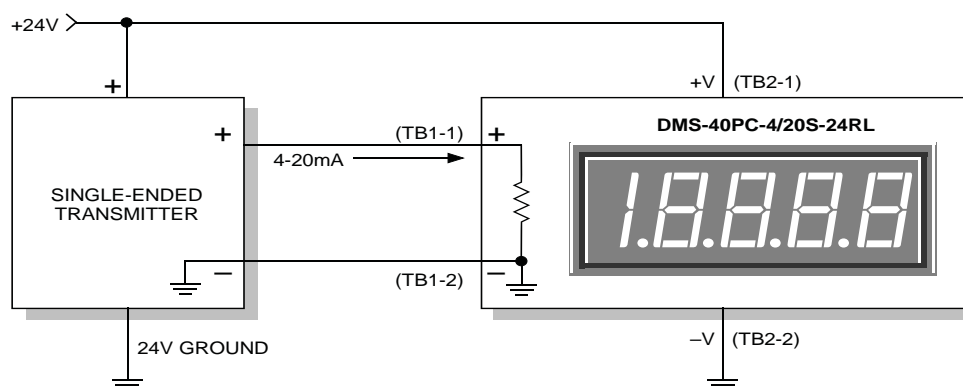 +24V
+
+V (TB2-1)
DMS-40PC-4/20S-24RL
+ (TB1-1) +
4-20mA
SINGLE-ENDED
TRANSMITTER
1.8.8.8.8
– (TB1-2) –
24V GROUND
–V (TB2-2)